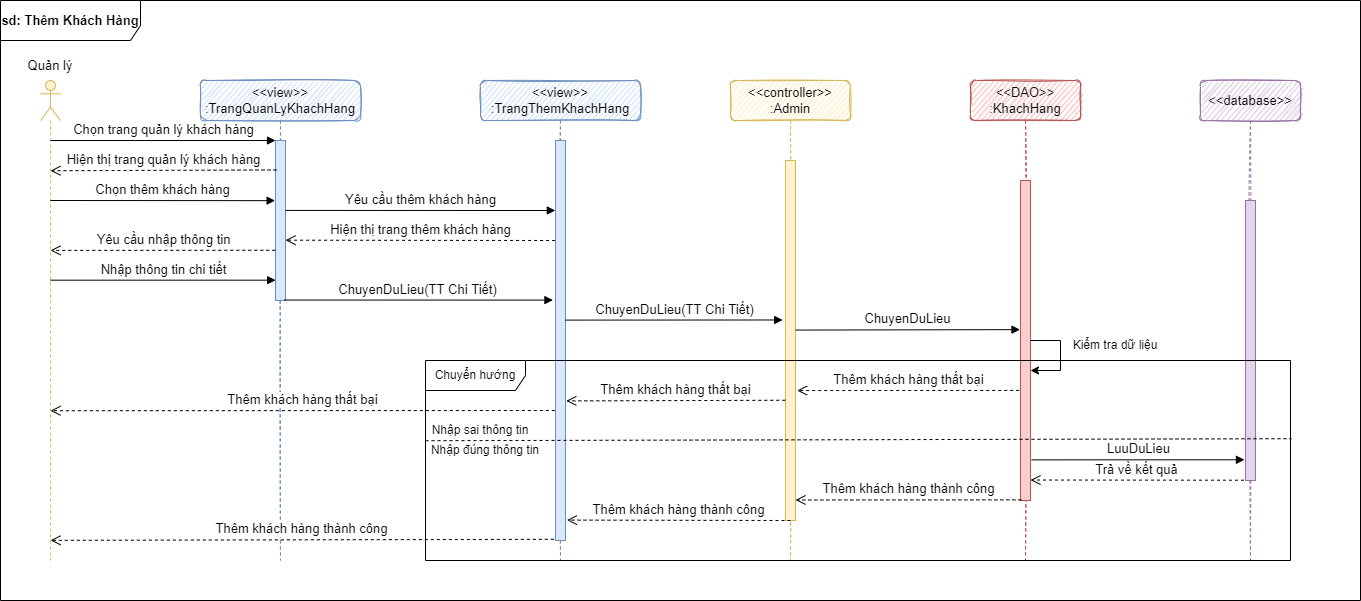 sd: Thêm Khách Hàng
Quản lý
<<view>>
:TrangQuanLyKhachHang
<<view>>
:TrangThemKhachHang
<<controller>>
:Admin
<<DAO>>
:KhachHang
<<database>>
Chọn trang quản lý khách hàng
Hiện thị trang quản lý khách hàng
Chọn thêm khách hàng
Yêu cầu thêm khách hàng
Hiện thị trang thêm khách hàng
Yêu cầu nhập thông tin
Nhập thông tin chi tiết
ChuyenDuLieu(TT Chi Tiết)
ChuyenDuLieu(TT Chi Tiết)
ChuyenDuLieu
Kiểm tra dữ liệu
Chuyển hướng
Thêm khách hàng thất bại
Thêm khách hàng thất bại
Thêm khách hàng thất bại
Nhập sai thông tin
Nhập đúng thông tin
LuuDuLieu
Trả về kết quả
Thêm khách hàng thành công
Thêm khách hàng thành công
Thêm khách hàng thành công